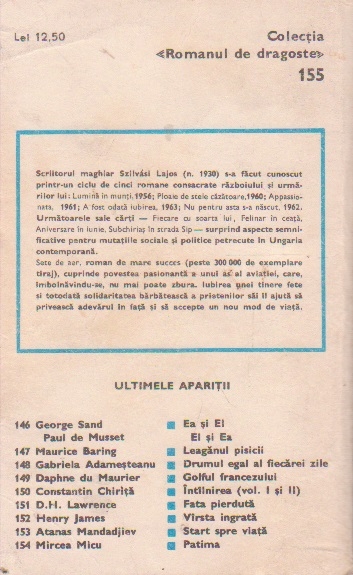 Lei 12,50
Colecția
«Romanul de dragoste»
155
Scriitorul maghiar Szilvási Lajos (n. 1930) s-a făcut cunoscut
printr-un ciclu de cinci romane consacrate războiului și urmă-
rilor lui: Lumină în munți, 1956; Ploaie de stele căzătoare, 1960; Appassio-
nata, 1961; A fost odată iubirea, 1963; Nu pentru asta s-a născut, 1962.
Următoarele sale cărți — Fiecare cu soarta lui, Felinar în ceață,
Aniversare în iunie, Subchiriaș în strada Sip — surprind aspecte semni-
ficative pentru mutațiile sociale și politice petrecute în Ungaria
contemporană.
Sete de aer, roman de mare succes (peste 300 000 de exemplare
tiraj), cuprinde povestea pasionantă a unui as al aviației, care,
îmbolnăvindu-se, nu mai poate zbura. Iubirea unei tinere fete
și totodată solidaritatea bărbătească a prietenilor săi îl ajută să
privească adevărul în față și să accepte un nou mod de viață.
ULTIMELE APARIȚII
146 George Sand ■ Ea și El
Paul de Musset El și Ea
147 Maurice Baring ■ Leagănul pisicii
148 Gabriela Adameșteanu ■ Drumul egal al fiecărei zile
149 Daphne du Maurier ■ Golful francezului
150 Constantin Chiriță ■ Întîlnirea (vol. I și II)
151 D.H. Lawrence ■ Fata pierdută
152 Henry James ■ Vîrsta ingrată
153 Atanas Mandadjiev ■ Start spre viață
154 Mircea Micu ■ Patima